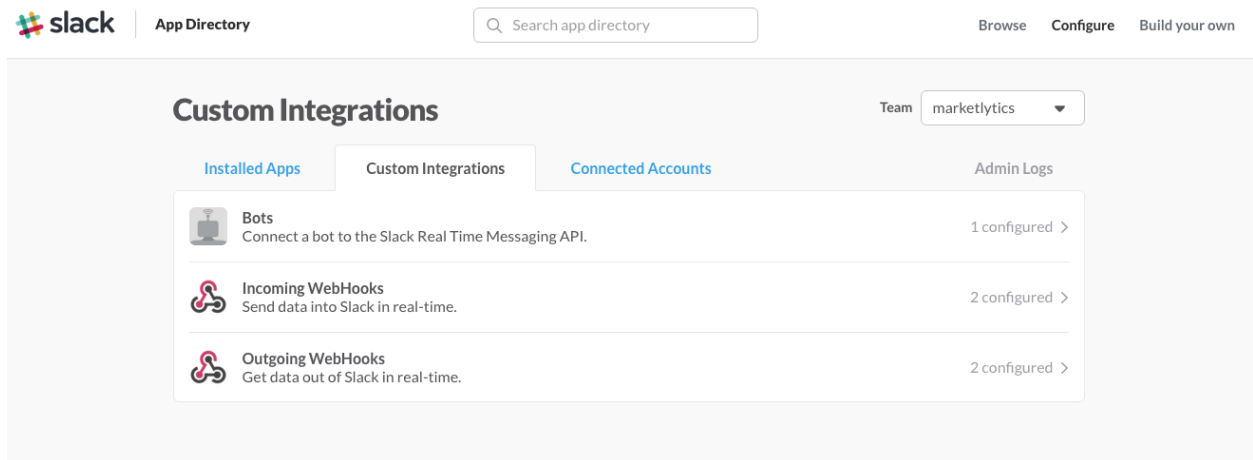 slack App Directory Search app directory Browse Configure Build your own
Custom Integrations Team marketlytics
Installed Apps Custom Integrations Connected Accounts Admin Logs
Bots
Connect a bot to the Slack Real Time Messaging API. 1 configured
Incoming WebHooks
Send data into Slack in real-time. 2 configured
Outgoing WebHooks
Get data out of Slack in real-time. 2 configured